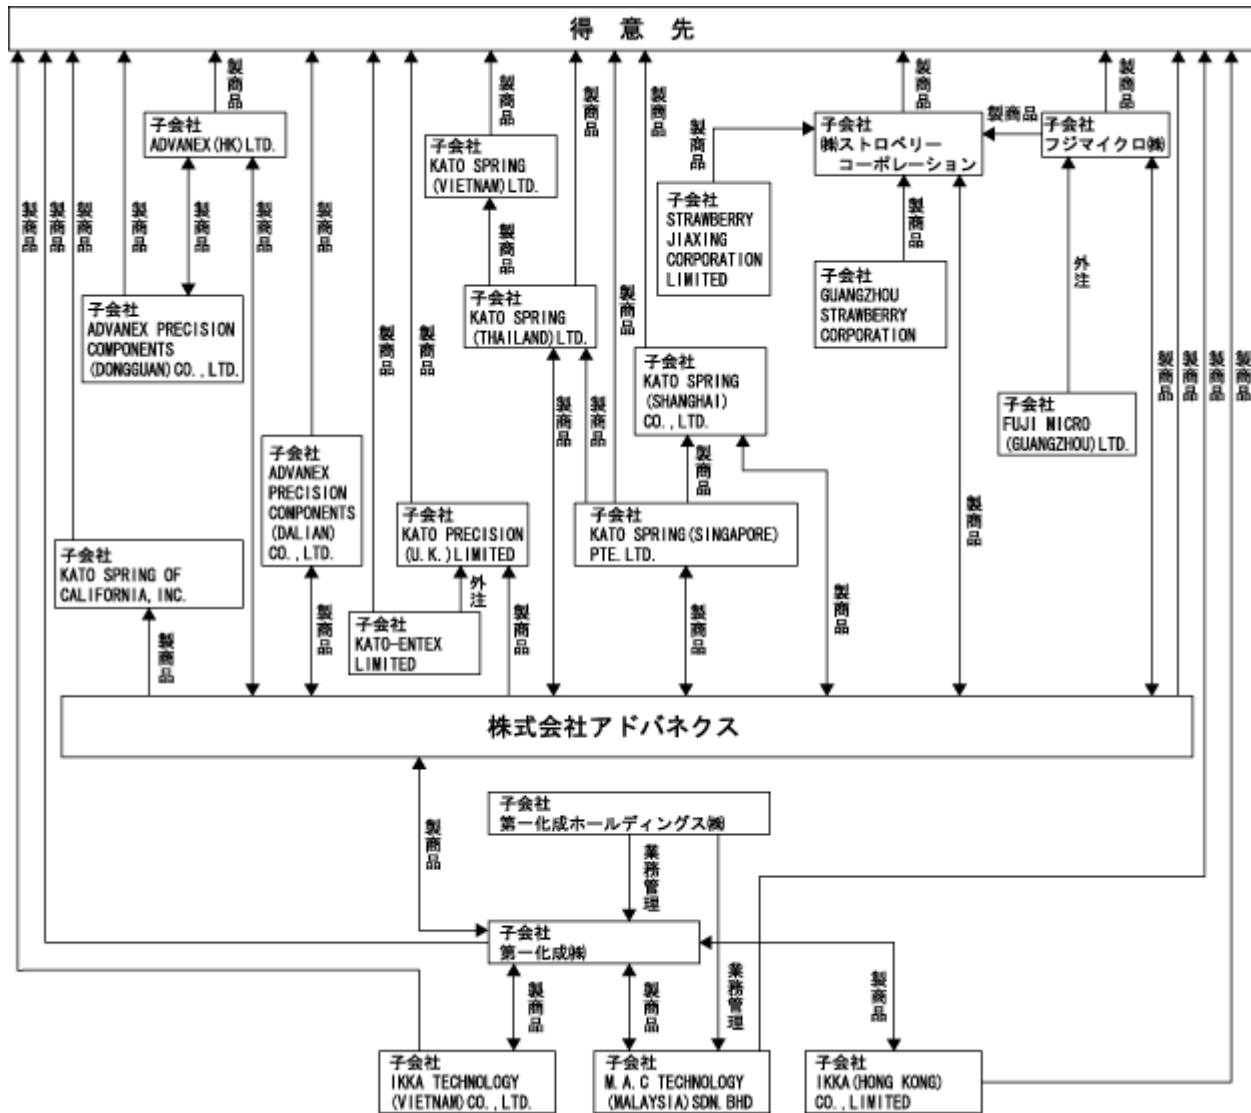 得意先
製商品
子会社
ADVANEX(HK)LTD.
製商品
子会社
KATO SPRING
(VIETNAM)LTD.
製商品
製商品
製商品
子会社
STRAWBERRY
JIAXING
CORPORATION
LIMITED
製商品
子会社
㈱ストロベリー
コーポレーション
製商品
製商品
子会社
フジマイクロ㈱
製商品
製商品
製商品
製商品
製商品
製商品
製商品
子会社
ADVANEX PRECISION
COMPONENTS
(DONGGUAN)CO.,LTD.
製商品
子会社
KATO SPRING
(THAILAND)LTD.
製商品
製商品
子会社
GUANGZHOU
STRAWBERRY
CORPORATION
外注
製商品
製商品
製商品
子会社
KATO SPRING
(SHANGHAI)
CO.,LTD.
製商品
製商品
製商品
製商品
子会社
FUJI MICRO
(GUANGZHOU)LTD.
製商品
製商品
子会社
ADVANEX
PRECISION
COMPONENTS
(DALIAN)
CO.,LTD.
製商品
子会社
KATO PRECISION
(U.K.)LIMITED
子会社
KATO SPRING(SINGAPORE)
PTE.LTD.
製商品
子会社
KATO SPRING OF
CALIFORNIA,INC.
外注
製商品
製商品
子会社
KATO-ENTEX
LIMITED
製商品
製商品
製商品
株式会社アドバネクス
製商品
子会社
第一化成ホールディングス㈱
業務管理
子会社
第一化成㈱
業務管理
製商品
製商品
製商品
子会社
IKKA TECHNOLOGY
(VIETNAM)CO.,LTD.
子会社
M.A.C TECHNOLOGY
(MALAYSIA)SDN.BHD
子会社
IKKA(HONG KONG)
CO.,LIMITED